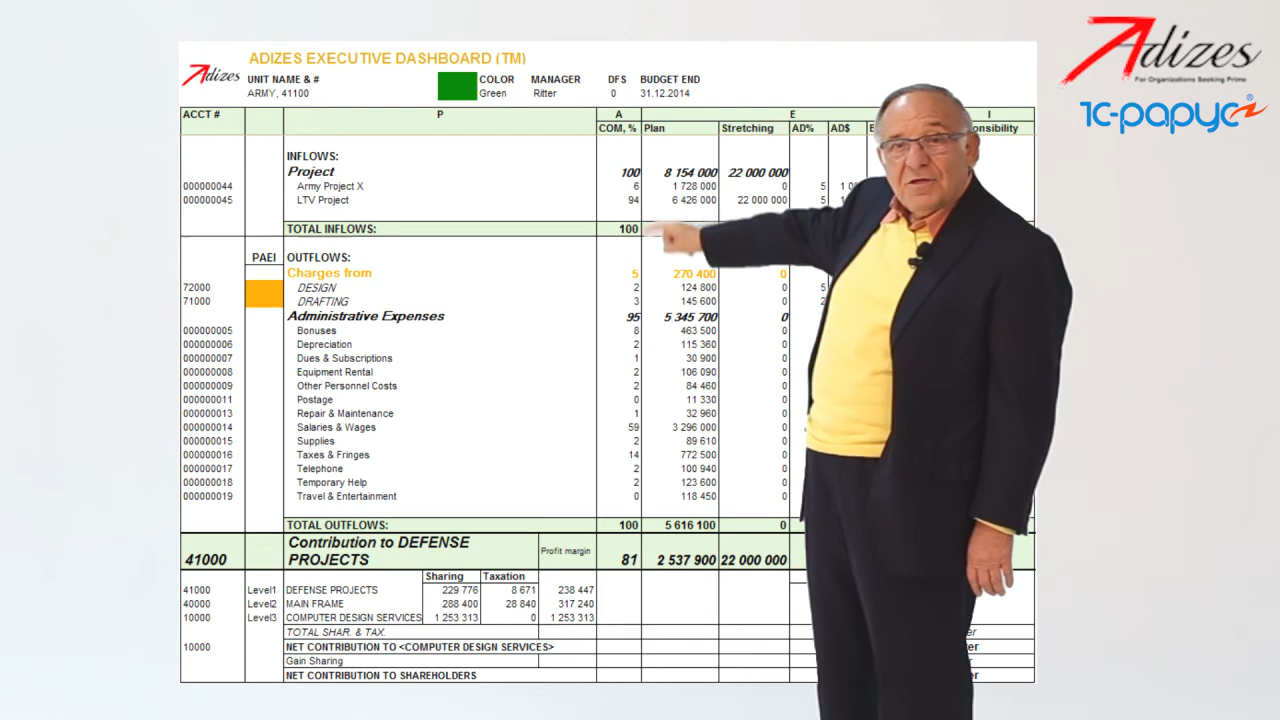 Adizes
For Organizations Seeking Prime
1С-рарус®
Adizes
ADIZES EXECUTIVE DASHBOARD (TM)
UNIT NAME & # COLOR MANAGER DFS BUDGET END
ARMY, 41100 Green Ritter 0 31.12.2014
ACCT # P A E I
COM, % Plan Stretching AD% AD$
INFLOWS:
Project 100 8 154 000 22 000 000
000000044 Army Project X 6 1 728 000 0 5
000000045 LTV Project 94 6 426 000 22 000 000 5
TOTAL INFLOWS: 100
PAEI OUTFLOWS:
Charges from 5 270 400 0
72000 DESIGN 2 124 800 0 5
71000 DRAFTING 3 145 600 0 2
Administrative Expenses 95 5 345 700 0
000000005 Bonuses 8 463 500 0
000000006 Depreciation 2 115 360 0
000000007 Dues & Subscriptions 1 30 900 0
000000008 Equipment Rental 2 106 090 0
000000009 Other Personnel Costs 2 84 460 0
000000011 Postage 0 11 330 0
000000013 Repair & Maintenance 1 32 960 0
000000014 Salaries & Wages 59 3 296 000 0
000000015 Supplies 2 89 610 0
000000016 Taxes & Fringes 14 772 500 0
000000017 Telephone 2 100 940 0
000000018 Temporary Help 2 123 600 0
000000019 Travel & Entertainment 0 118 450 0
TOTAL OUTFLOWS: 100 5 616 100 0
Contribution to DEFENSE
41000 PROJECTS Profit margin 81 2 537 900 22 000 000
Sharing Taxation
41000 Level1 DEFENSE PROJECTS 229 776 8 671 238 447
40000 Level2 MAIN FRAME 288 400 28 840 317 240
10000 Level3 COMPUTER DESIGN SERVICES 1 253 313 0 1 253 313
TOTAL SHAR. & TAX.
10000 NET CONTRIBUTION TO <COMPUTER DESIGN SERVICES>
Gain Sharing
NET CONTRIBUTION TO SHAREHOLDERS